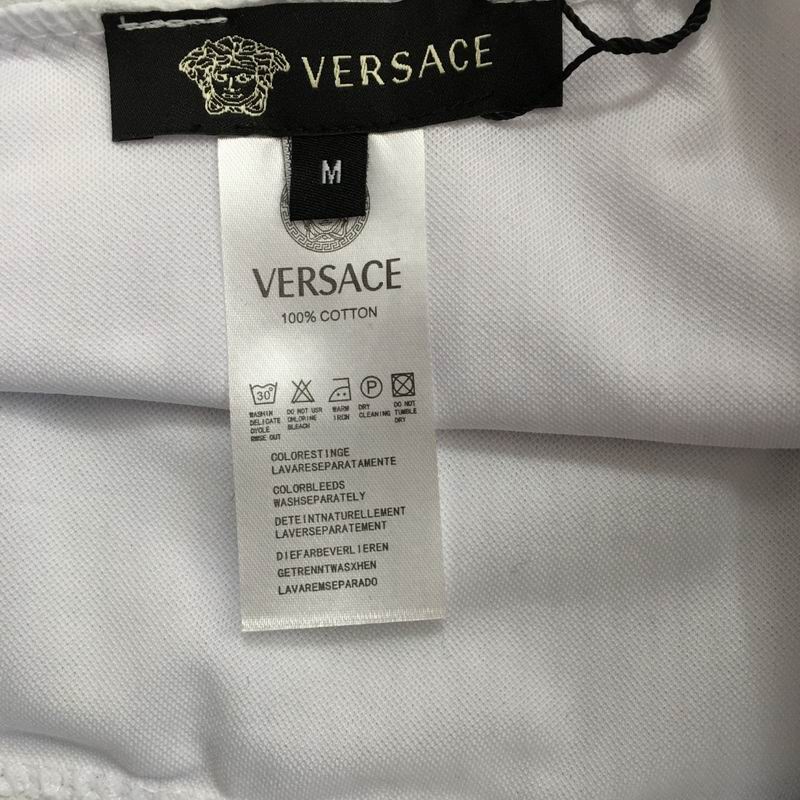 VERSACE
M
VERSACE
100% COTTON
30°
P
WASHIN DELICATE CYCLE RINSE OUT
DO NOT USR CHLORINE BLEACH
WARM IRON
DRY CLEANING
DO NOT TUMBLE DRY
COLORESTINGE
LAVARESEPARATAMENTE
COLORBLEEDS
WASHSEPARATELY
DETEINTNATURELLEMENT
LAVERSEPARATEMENT
DIEFARBEVERLIEREN
GETRENNTWASXHEN
LAVAREMSEPARADO